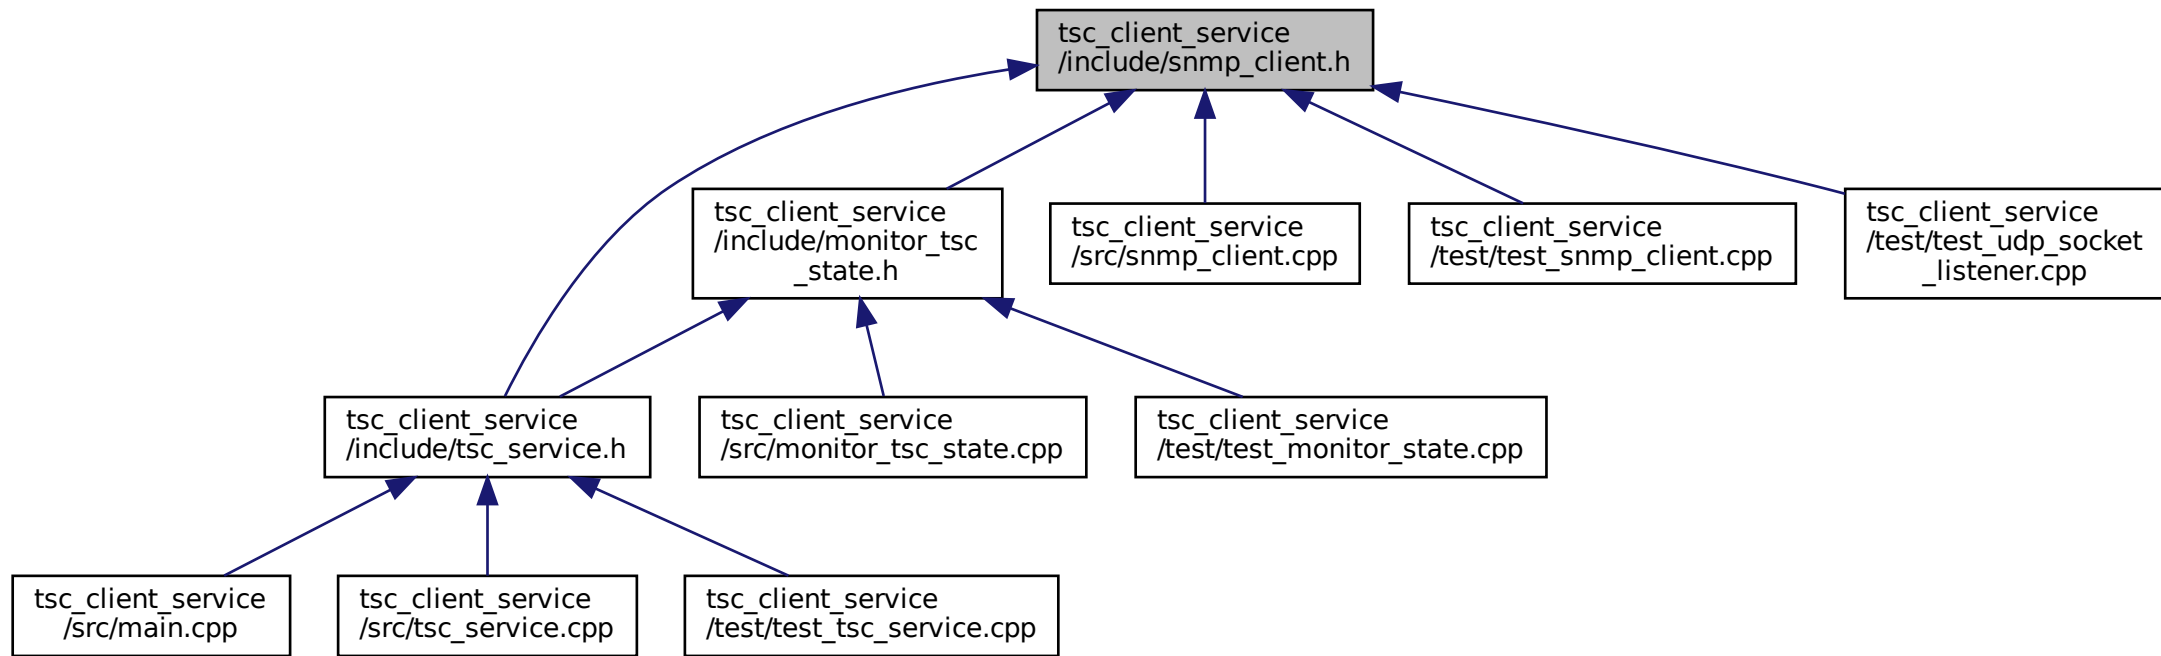 tsc_client_service
/include/snmp_client.h
tsc_client_service
/include/monitor_tsc
_state.h
tsc_client_service
/src/snmp_client.cpp
tsc_client_service
/test/test_snmp_client.cpp
tsc_client_service
/test/test_udp_socket
_listener.cpp
tsc_client_service
/include/tsc_service.h
tsc_client_service
/src/monitor_tsc_state.cpp
tsc_client_service
/test/test_monitor_state.cpp
tsc_client_service
/src/main.cpp
tsc_client_service
/src/tsc_service.cpp
tsc_client_service
/test/test_tsc_service.cpp